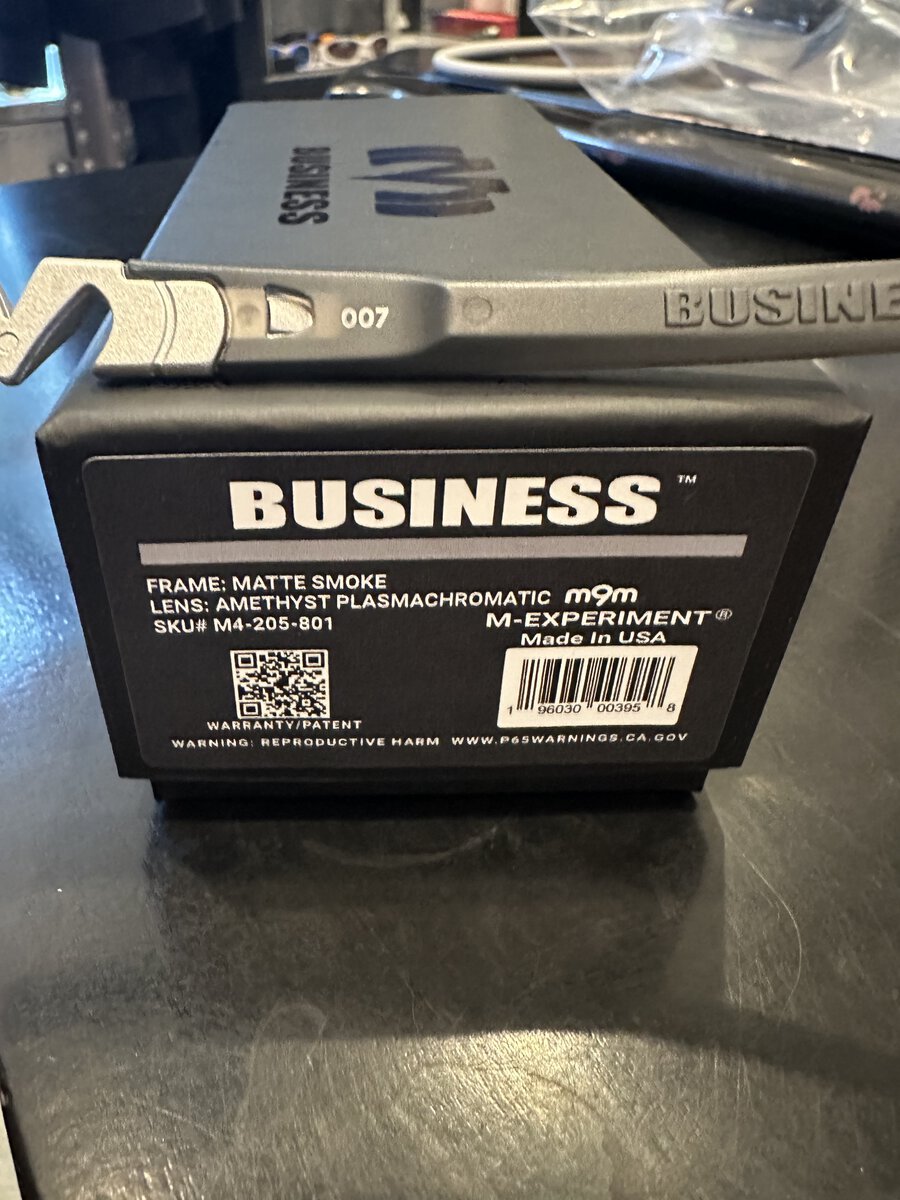 BUSINESS
007
BUSINE
BUSINESS™
FRAME: MATTE SMOKE
LENS: AMETHYST PLASMACHROMATIC m9m
SKU# M4-205-801
M-EXPERIMENT®
Made In USA
1 96030 00395 8
WARRANTY/PATENT
WARNING: REPRODUCTIVE HARM WWW.P65WARNINGS.CA.GOV